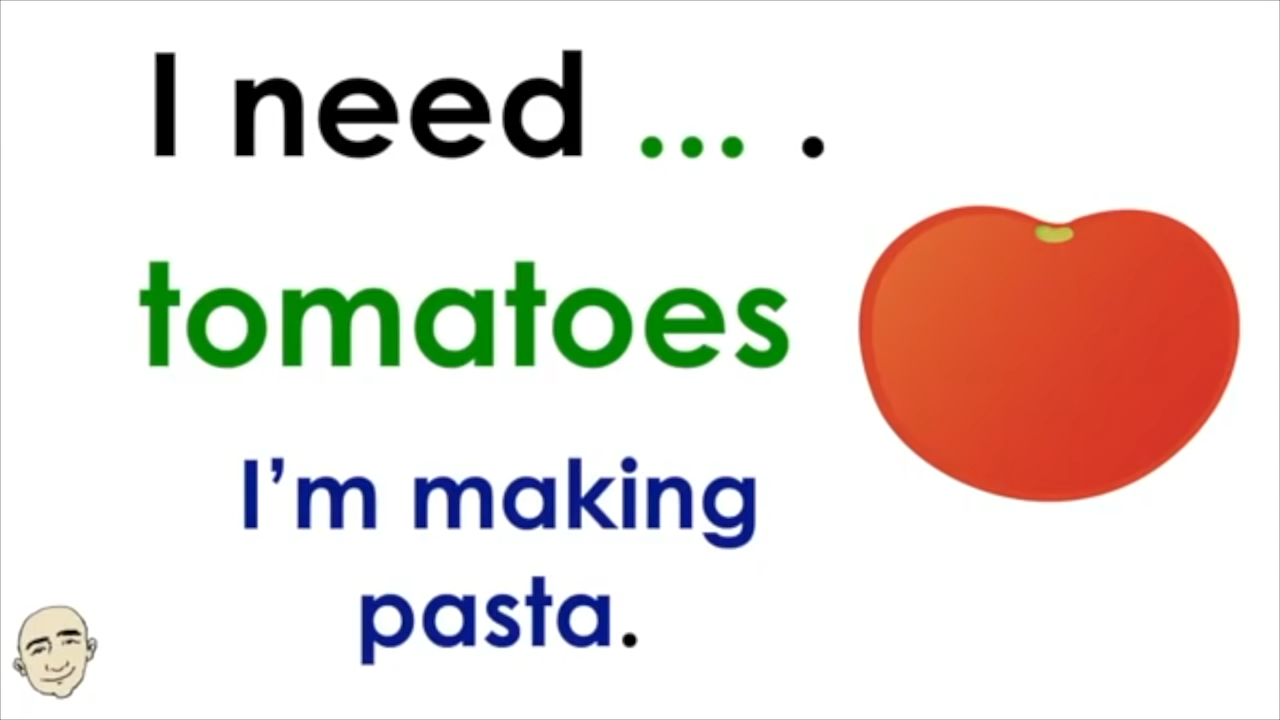 I need ... .
tomatoes
I’m making
pasta.